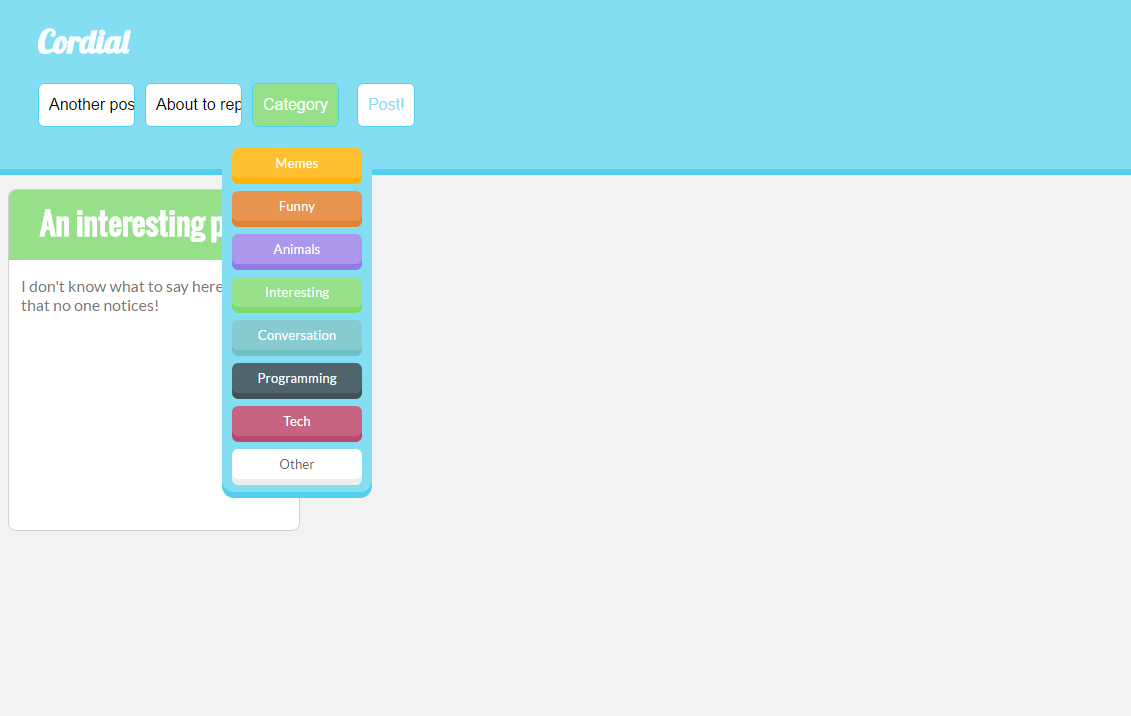 Cordial
Another pos
About to rep
Category
Post!
Memes
Funny
Animals
Interesting
Conversation
Programming
Tech
Other
An interesting p
I don't know what to say here
that no one notices!